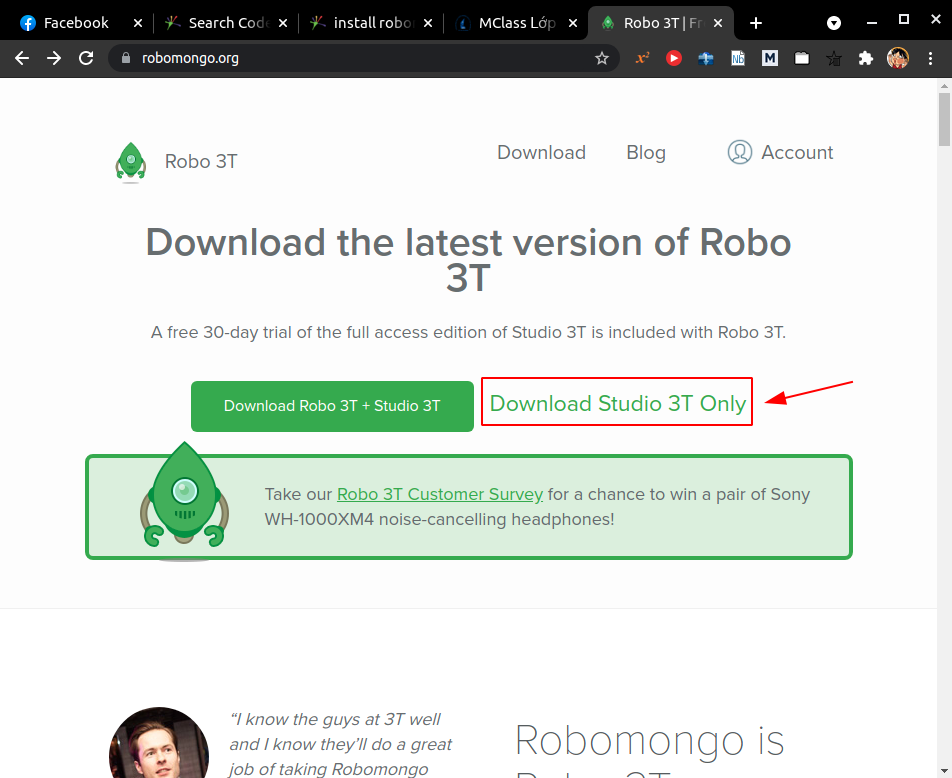 Facebook
Search Code
install robo
MClass Lớp
Robo 3T | Fr
robomongo.org
x²
Nb
M
Robo 3T
Download
Blog
Account
Download the latest version of Robo
3T
A free 30-day trial of the full access edition of Studio 3T is included with Robo 3T.
Download Robo 3T + Studio 3T
Download Studio 3T Only
Take our Robo 3T Customer Survey for a chance to win a pair of Sony
WH-1000XM4 noise-cancelling headphones!
“I know the guys at 3T well
and I know they’ll do a great
job of taking Robomongo
Robomongo is
Robo 3T